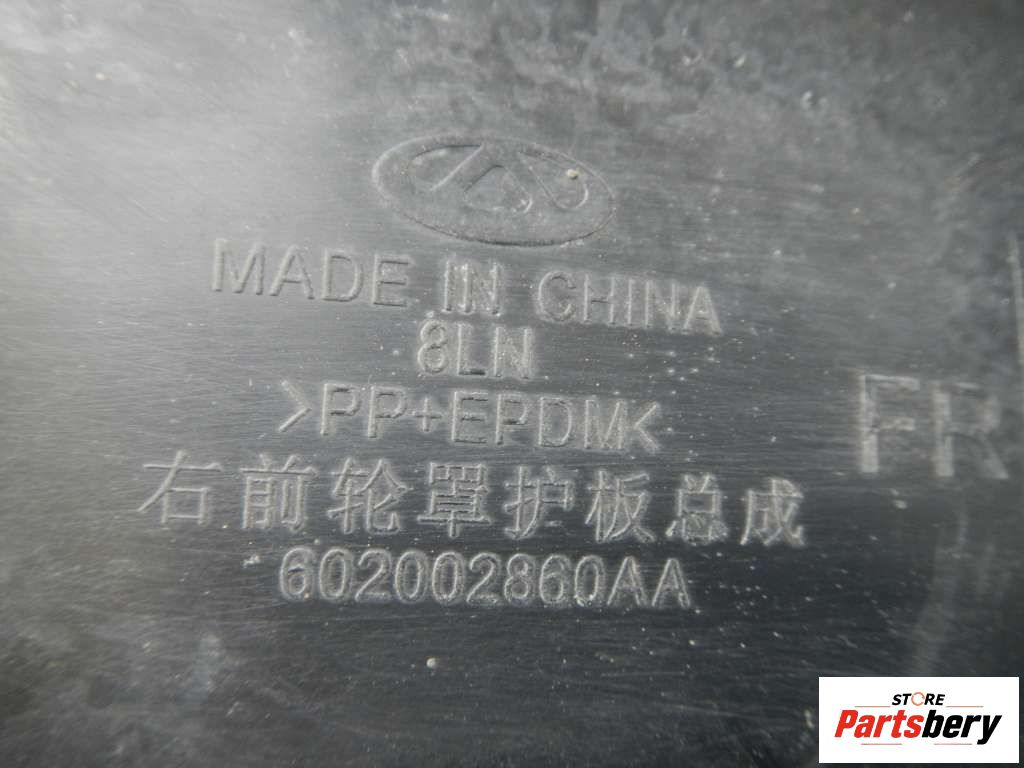 MADE IN CHINA
8LN
>PP+EPDM<
FR
右前轮罩护板总成
602002860AA
STORE
Partsbery